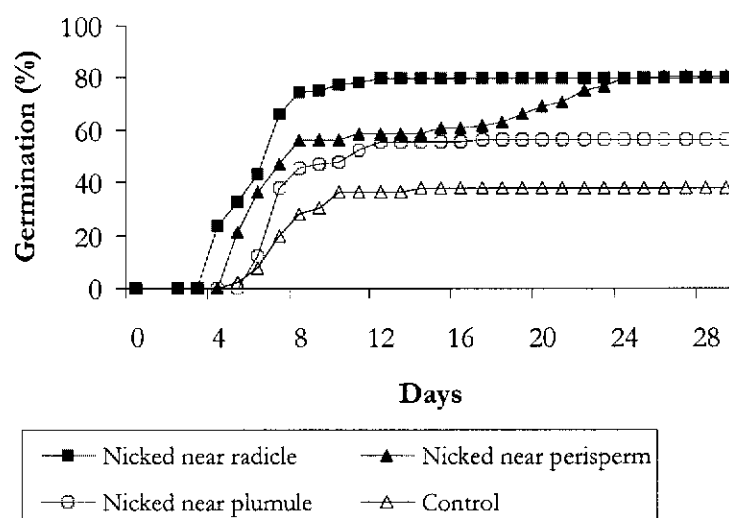 100
80
60
40
20
0
Germination (%)
0 4 8 12 16 20 24 28
Days
Nicked near radicle Nicked near perisperm
Nicked near plumule Control